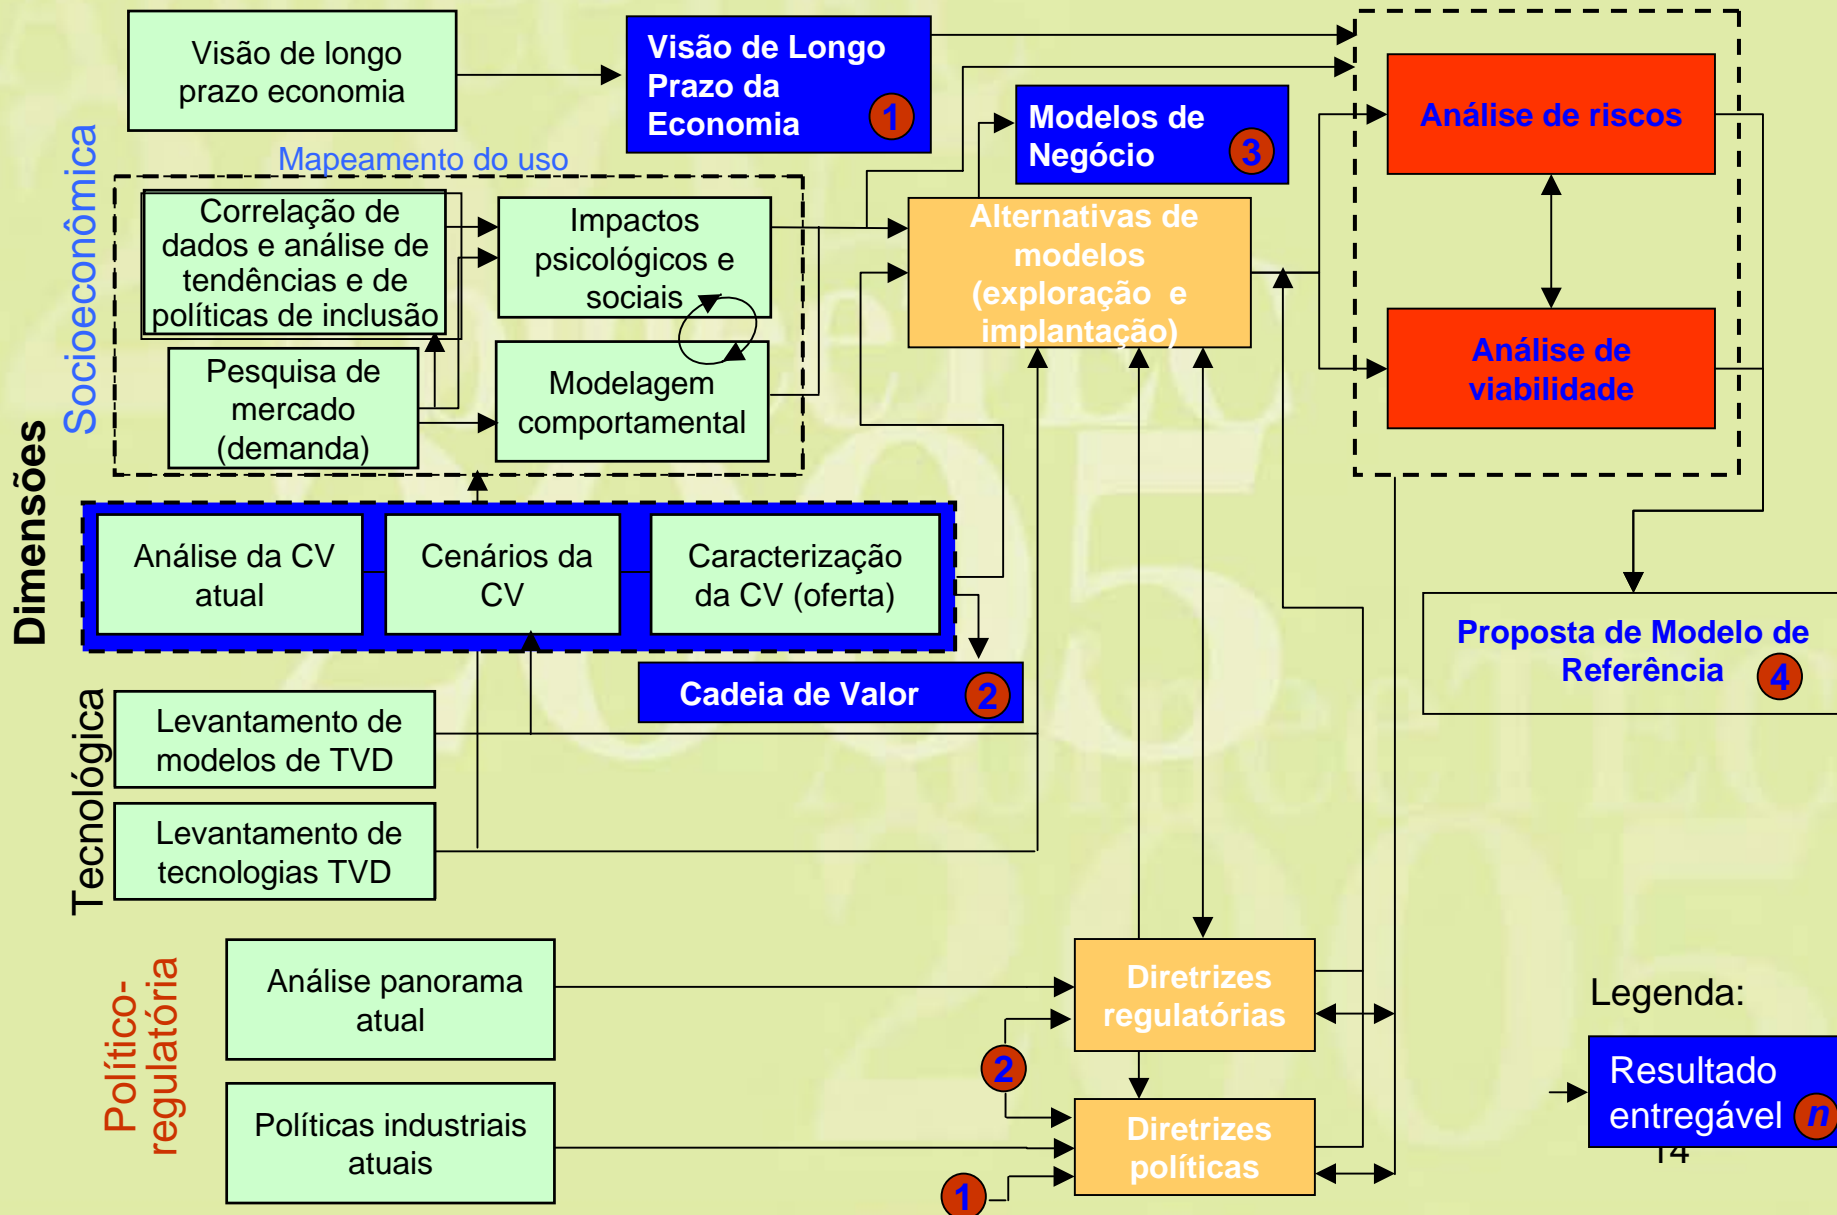 Dimensões
Socioeconômica
Visão de longo
prazo economia
Visão de Longo
Prazo da
Economia
1
Mapeamento do uso
Correlação de
dados e análise de
tendências e de
políticas de inclusão
Impactos
psicológicos e
sociais
Pesquisa de
mercado
(demanda)
Modelagem
comportamental
Modelos de
Negócio
3
Alternativas de
modelos
(exploração e
implantação)
Análise de riscos
Análise de
viabilidade
Análise da CV
atual
Cenários da
CV
Caracterização
da CV (oferta)
Cadeia de Valor
2
Proposta de Modelo de
Referência
4
Tecnológica
Levantamento de
modelos de TVD
Levantamento de
tecnologias TVD
Político-
regulatória
Análise panorama
atual
Políticas industriais
atuais
2
1
Diretrizes
regulatórias
Diretrizes
políticas
Legenda:
Resultado
entregável
n
14
2005
2005